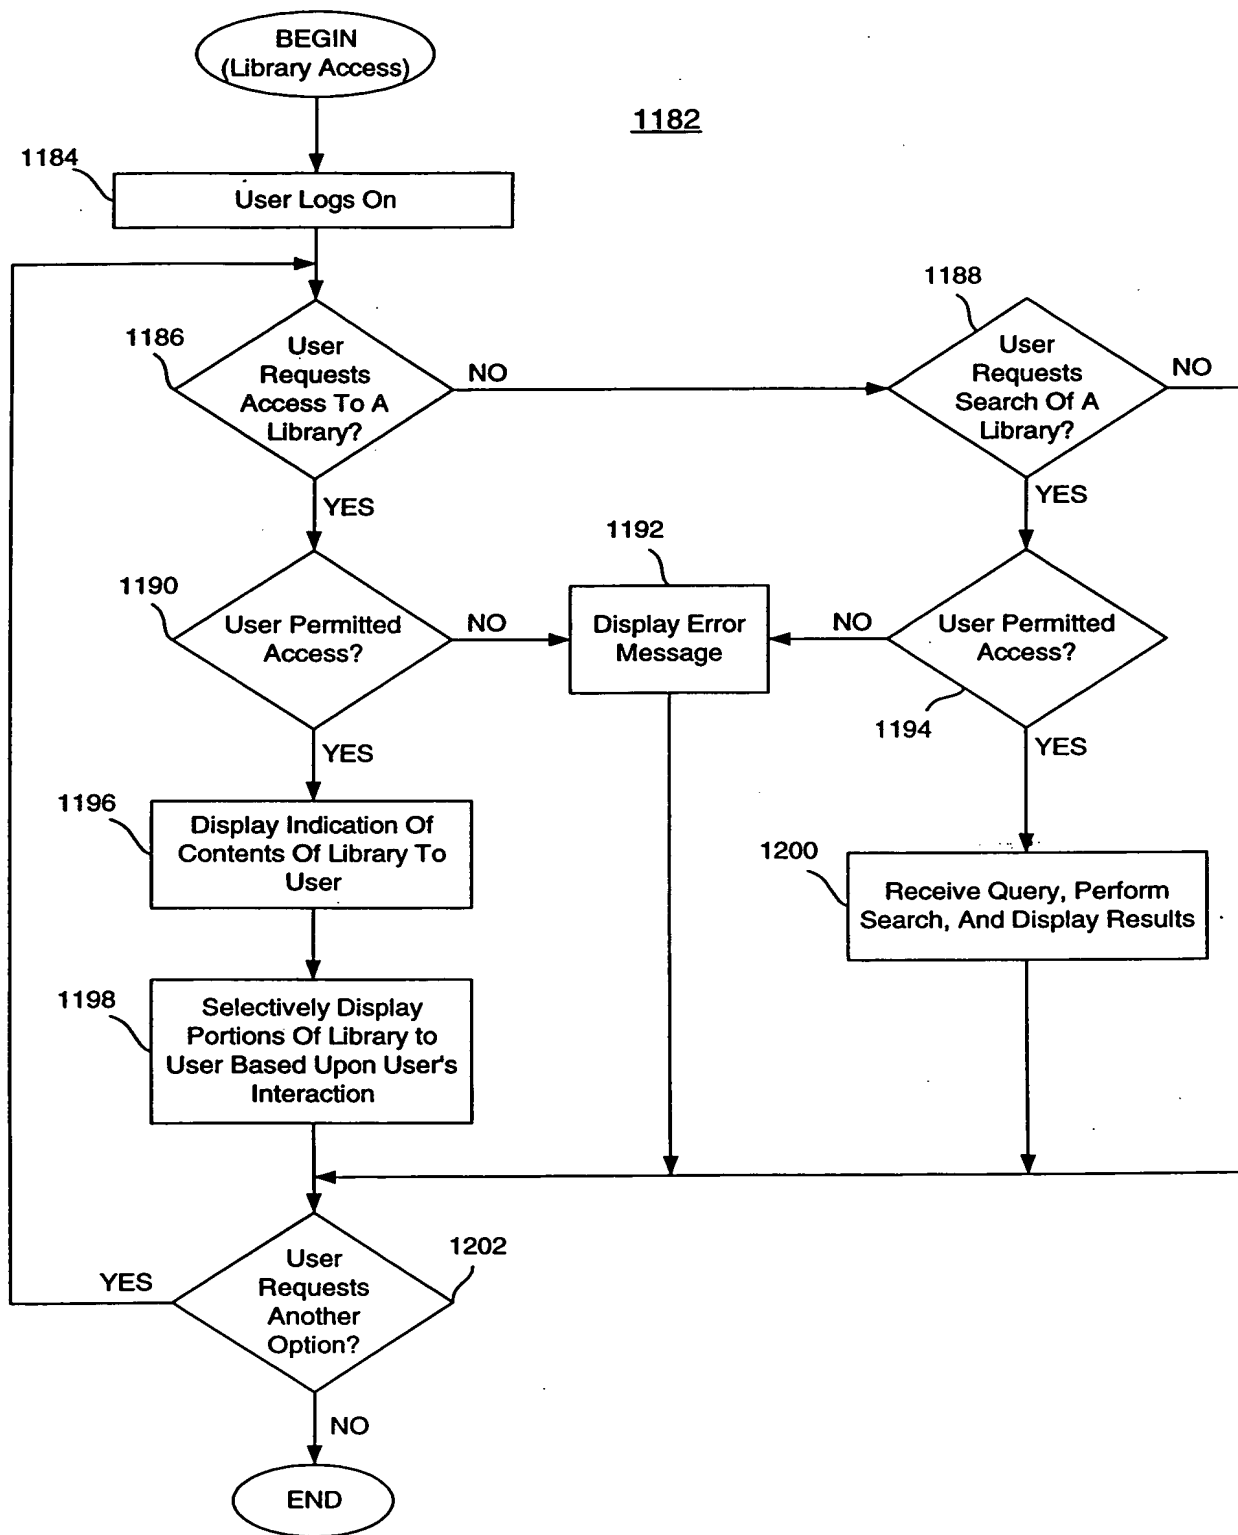 BEGIN
(Library Access)
1182
1184
User Logs On
1186
User
Requests
Access To A
Library?
NO
YES
1188
User
Requests
Search Of A
Library?
NO
YES
1190
User Permitted
Access?
NO
YES
1192
Display Error
Message
NO
User Permitted
Access?
1194
YES
1196
Display Indication Of
Contents Of Library To
User
1200
Receive Query, Perform
Search, And Display Results
1198
Selectively Display
Portions Of Library to
User Based Upon User's
Interaction
1202
User
Requests
Another
Option?
YES
NO
END